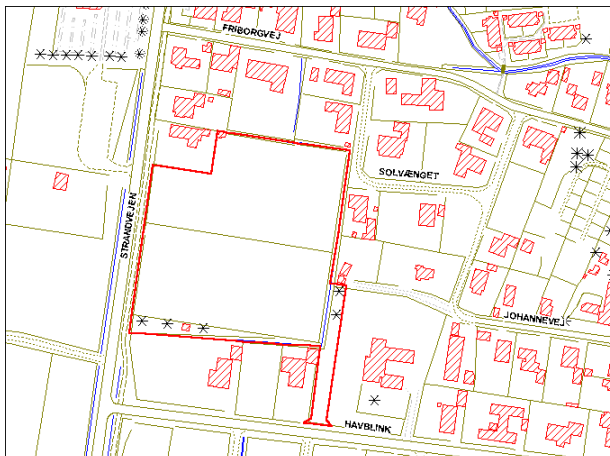 FRIBORGVEJ
SOLVÆNGET
STRANDVEJEN
JOHANNEVEJ
HAVBLINK